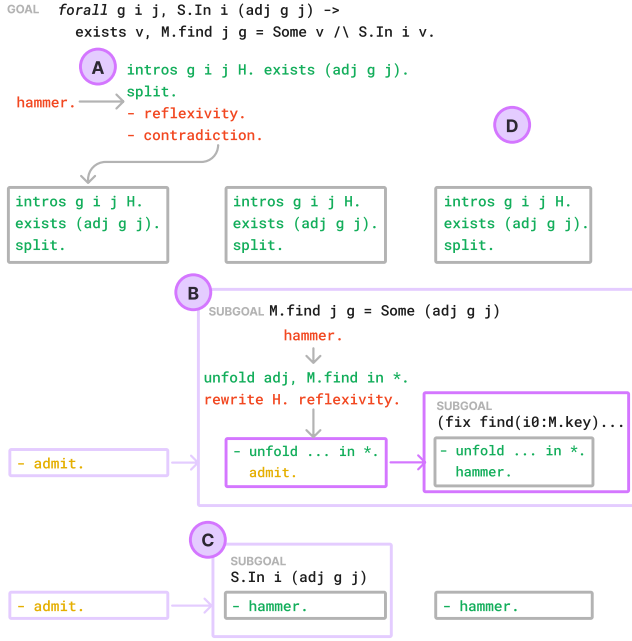 GOAL forall g i j, S.In i (adj g j) ->
exists v, M.find j g = Some v /\ S.In i v.
A
intros g i j H. exists (adj g j).
split.
hammer.
- reflexivity.
- contradiction.
D
intros g i j H.
exists (adj g j).
split.
intros g i j H.
exists (adj g j).
split.
intros g i j H.
exists (adj g j).
split.
B
SUBGOAL M.find j g = Some (adj g j)
hammer.
unfold adj, M.find in *.
rewrite H. reflexivity.
- admit.
- unfold ... in *.
admit.
SUBGOAL
(fix find(i0:M.key)...
- unfold ... in *.
hammer.
C
SUBGOAL
S.In i (adj g j)
- admit.
- hammer.
- hammer.